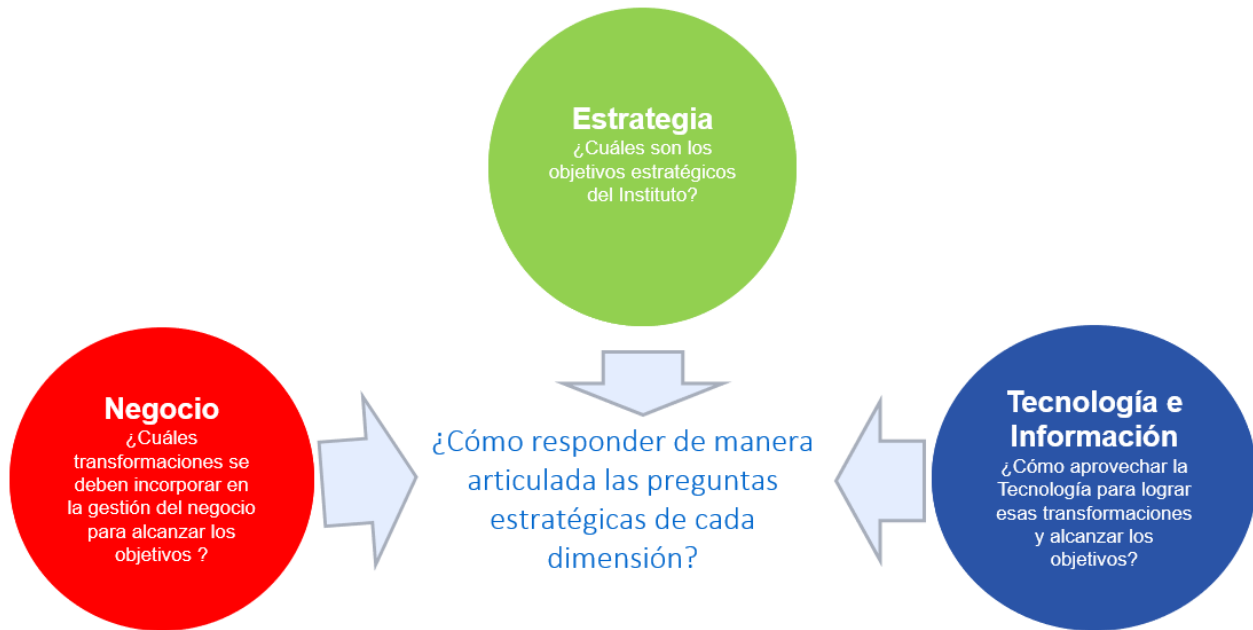 Estrategia
¿Cuáles son los
objetivos estratégicos
del Instituto?
Negocio
¿Cuáles
transformaciones se
deben incorporar en
la gestión del negocio
para alcanzar los
objetivos ?
¿Cómo responder de manera
articulada las preguntas
estratégicas de cada
dimensión?
Tecnología e
Información
¿Cómo aprovechar la
Tecnología para lograr
esas transformaciones
y alcanzar los
objetivos?